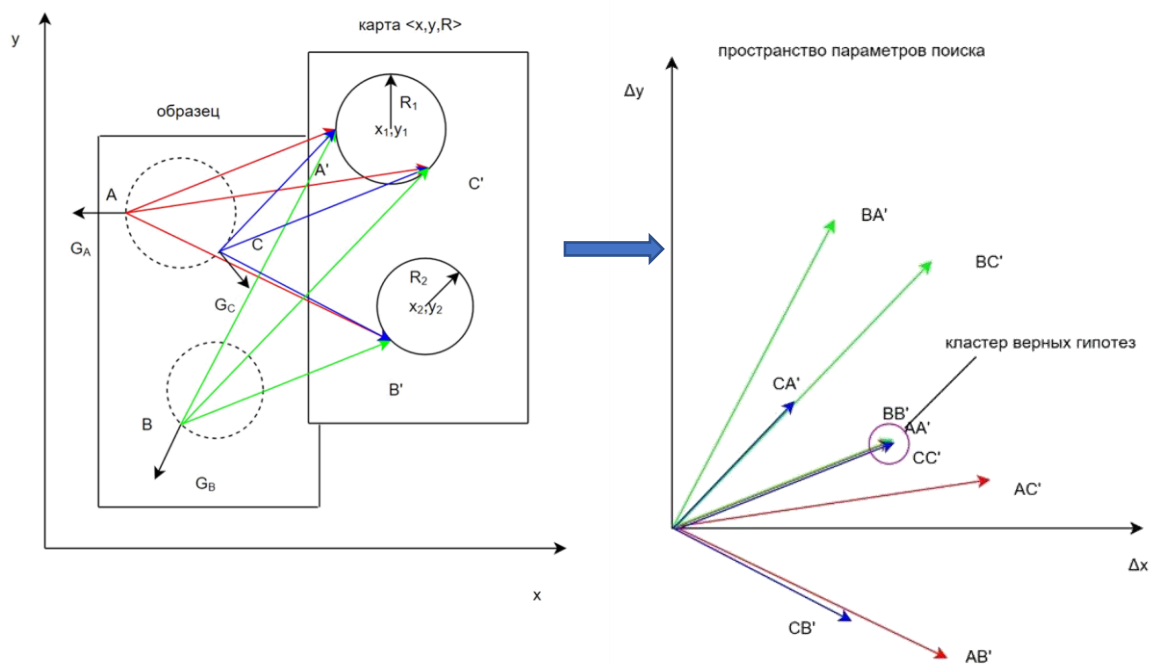 y
карта <x,y,R>
образец
R1
x1;y1
A
A'
C'
GA
C
R2
x2;y2
GC
B'
B
GB
x
пространство параметров поиска
Δy
BA'
BC'
кластер верных гипотез
CA'
BB'
AA'
CC'
AC'
Δx
CB'
AB'